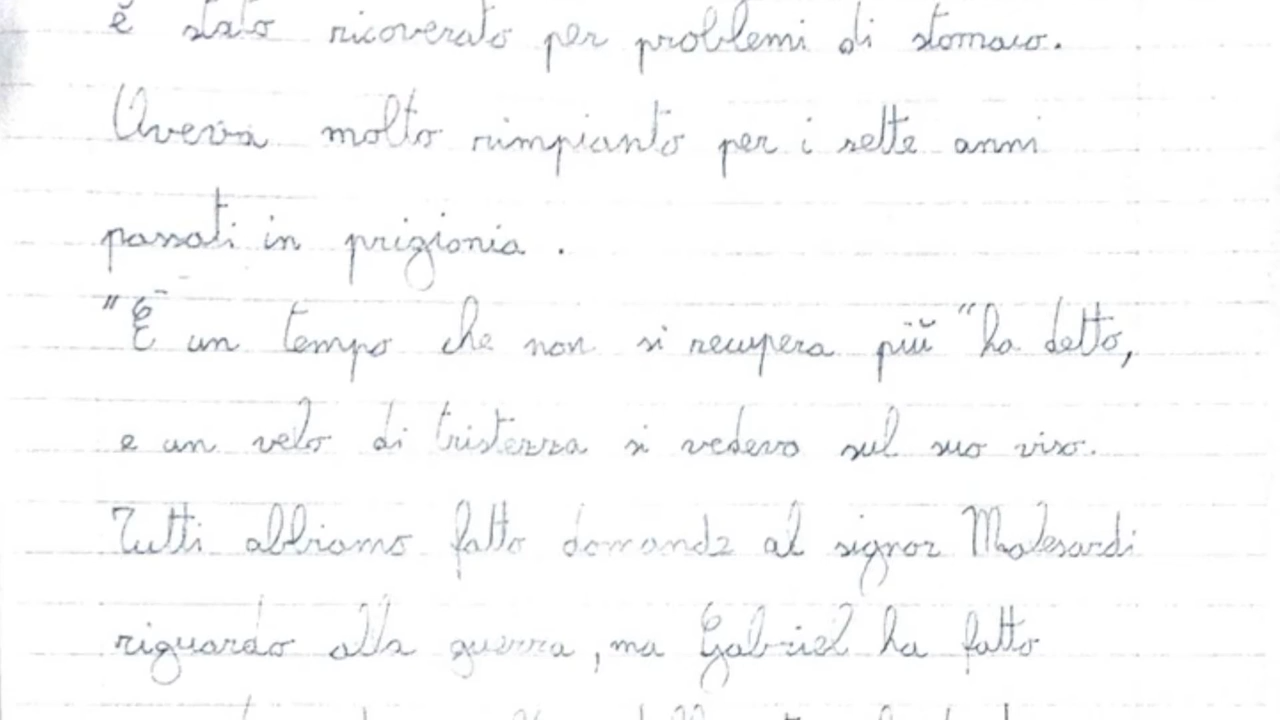 è stato ricoverato per problemi di stomaco.
Aveva molto rimpianto per i sette anni
passati in prigionia.
"È un tempo che non si recupera più" ha detto,
e un velo di tristezza si vedeva sul suo viso.
Tutti abbiamo fatto domande al signor Malesardi
riguardo alla guerra, ma Gabriel ha fatto